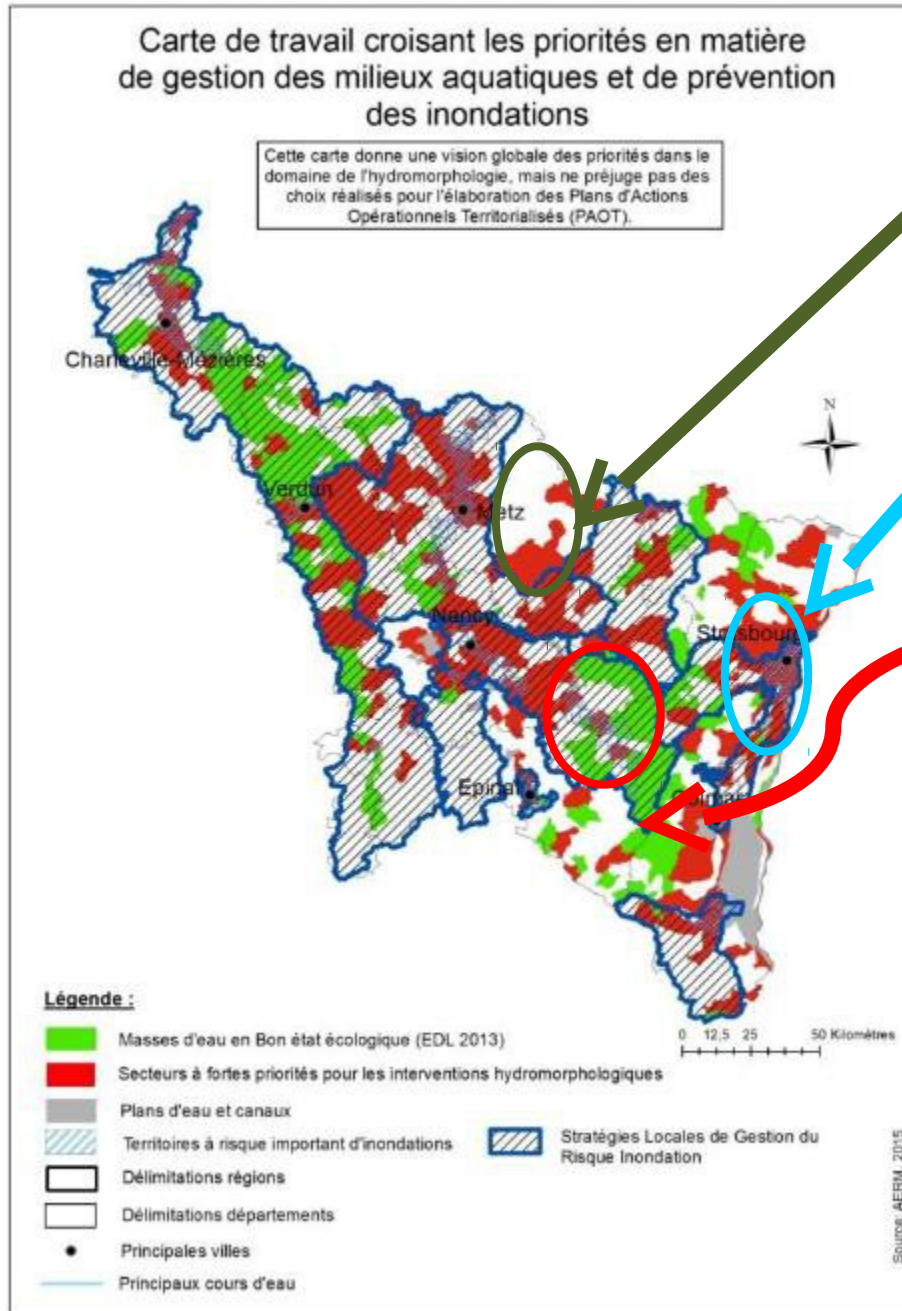 Carte de travail croisant les priorités en matière
de gestion des milieux aquatiques et de prévention
des inondations
Cette carte donne une vision globale des priorités dans le
domaine de l'hydromorphologie, mais ne préjuge pas des
choix réalisés pour l'élaboration des Plans d'Actions
Opérationnels Territorialisés (PAOT).
Charleville-Mézières
N
Verdun
Metz
Nancy
Strasbourg
Epinal
Colmar
Légende :
0 12,5 25 50 Kilomètres
Masses d'eau en Bon état écologique (EDL 2013)
Secteurs à fortes priorités pour les interventions hydromorphologiques
Plans d'eau et canaux
Territoires à risque important d'inondations
Stratégies Locales de Gestion du
Risque Inondation
Délimitations régions
Délimitations départements
Principales villes
Principaux cours d'eau
Source: AERM, 2015